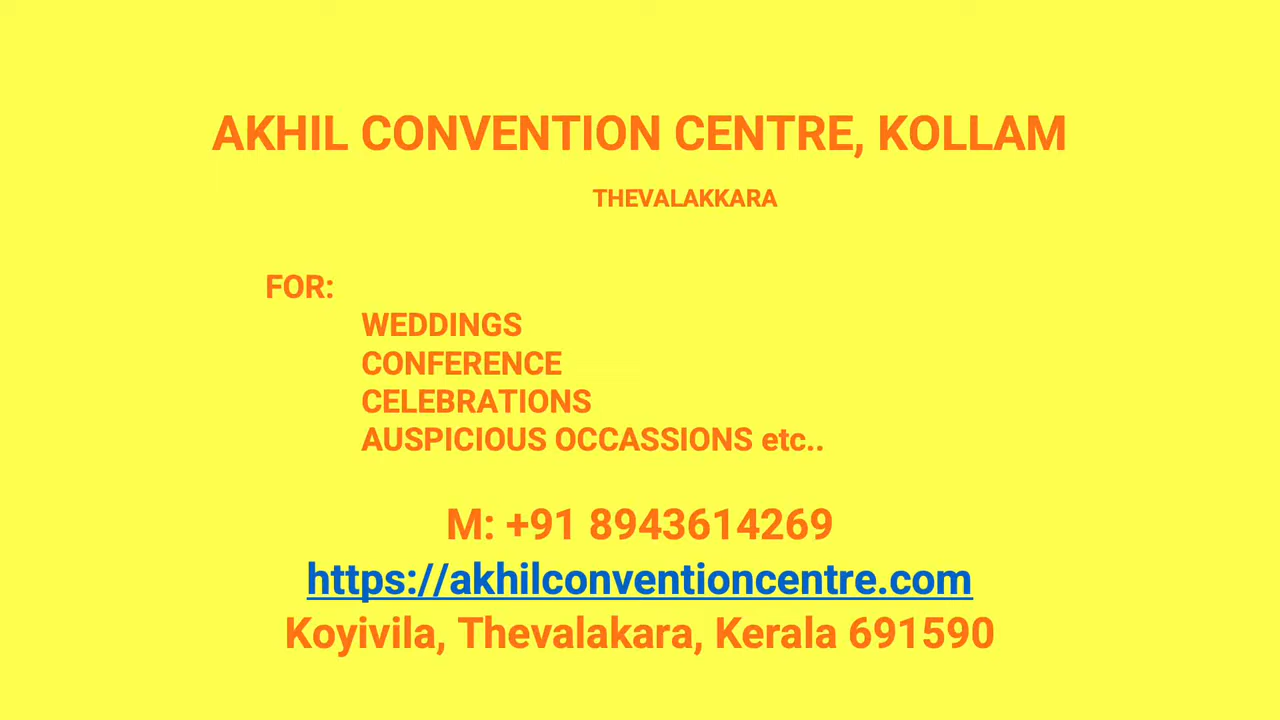 AKHIL CONVENTION CENTRE, KOLLAM
THEVALAKKARA
FOR:
WEDDINGS
CONFERENCE
CELEBRATIONS
AUSPICIOUS OCCASSIONS etc..
M: +91 8943614269
https://akhilconventioncentre.com
Koyivila, Thevalakara, Kerala 691590